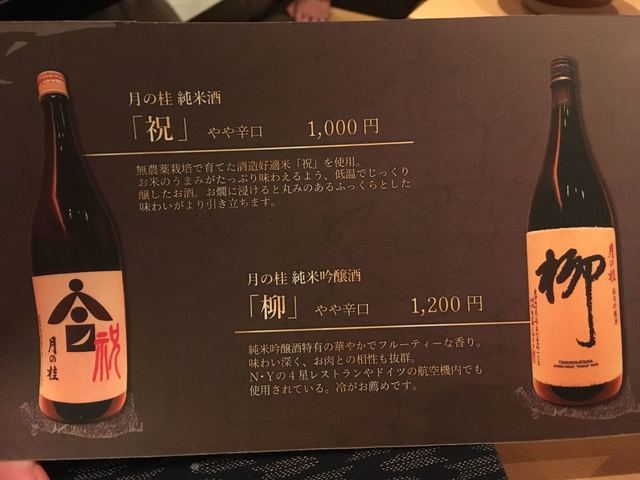 月の桂 純米酒
「祝」 やや辛口 1,000円
無農薬栽培で育てた酒造好適米「祝」を使用。
お米のうまみがたっぷり味わえるよう、低温でじっくり
醸したお酒。お燗に浸けると丸みのあるふっくらとした
味わいがより引き立ちます。
月の桂 純米吟醸酒
「柳」 やや辛口 1,200円
純米吟醸酒特有の華やかでフルーティーな香り。
味わい深く、お肉との相性も抜群。
N・Yの4星レストランやドイツの航空機内でも
使用されている。冷がお薦めです。
祝
月の桂
柳
月の桂
純米吟醸酒
TSUKINOKATSURA